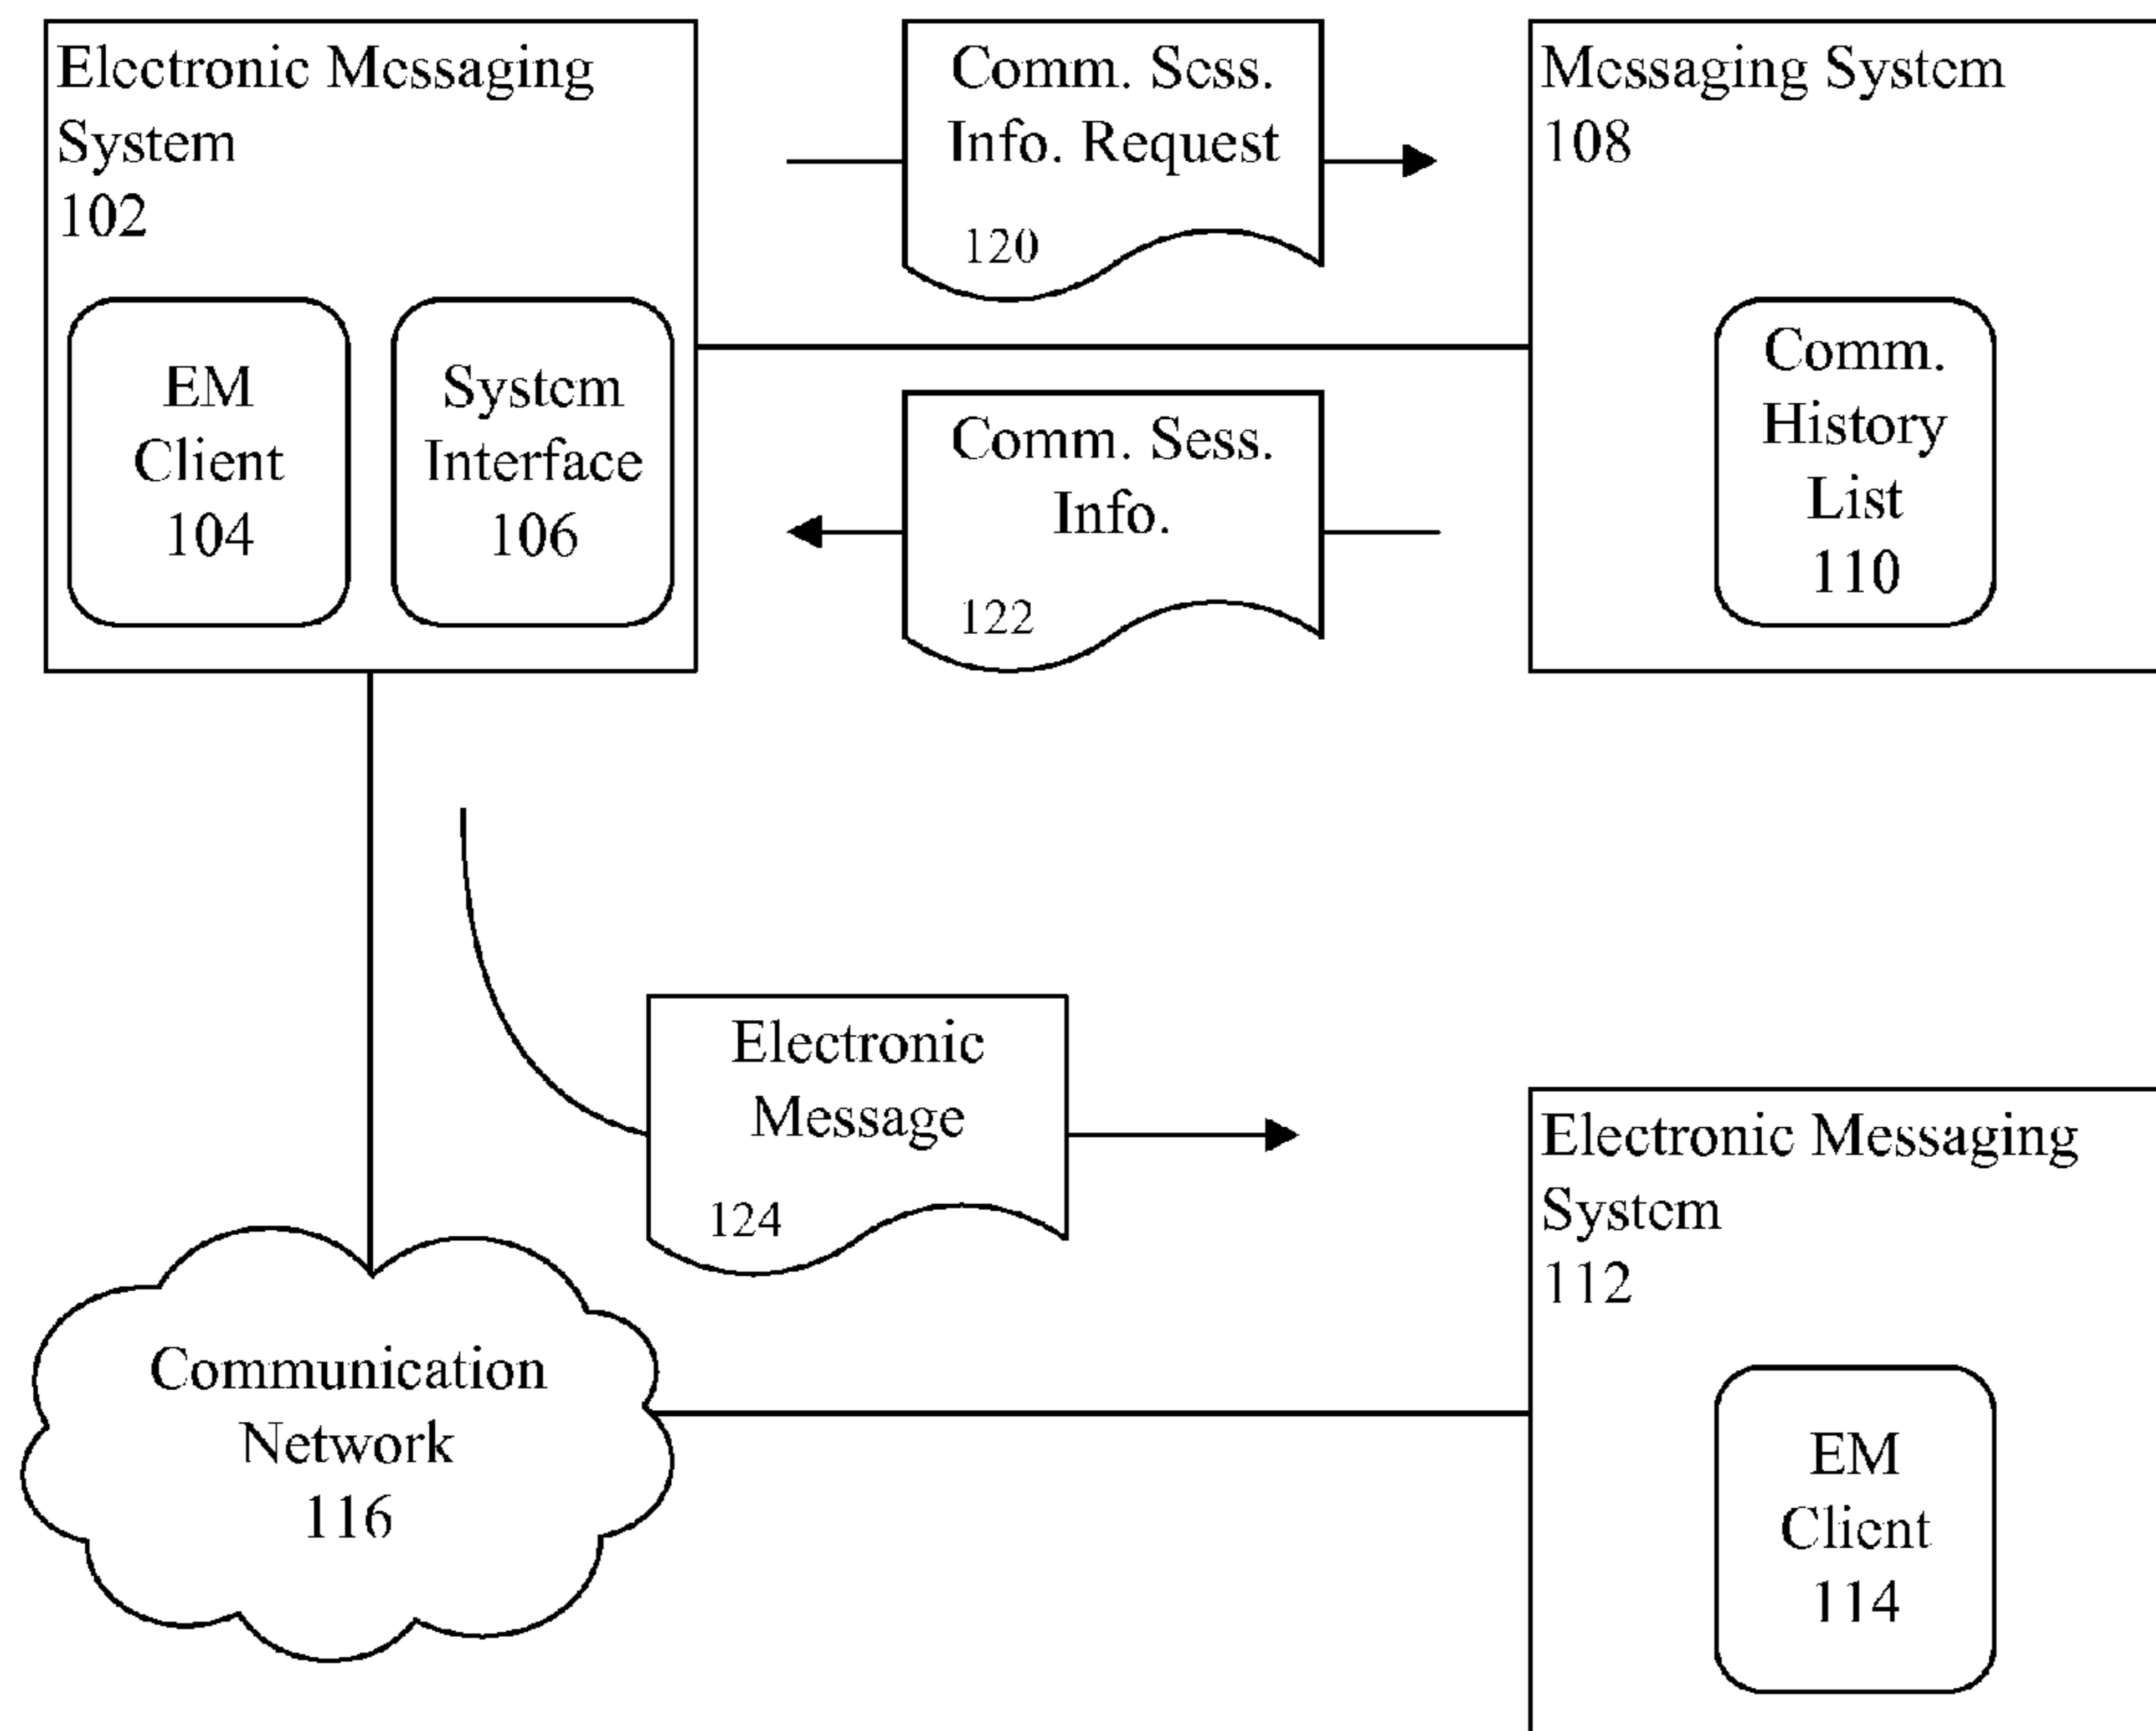 Electronic Messaging
System
102
EM
Client
104
System
Interface
106
Comm. Sess.
Info. Request
120
Comm. Sess.
Info.
122
Messaging System
108
Comm.
History
List
110
Electronic
Message
124
Communication
Network
116
Electronic Messaging
System
112
EM
Client
114